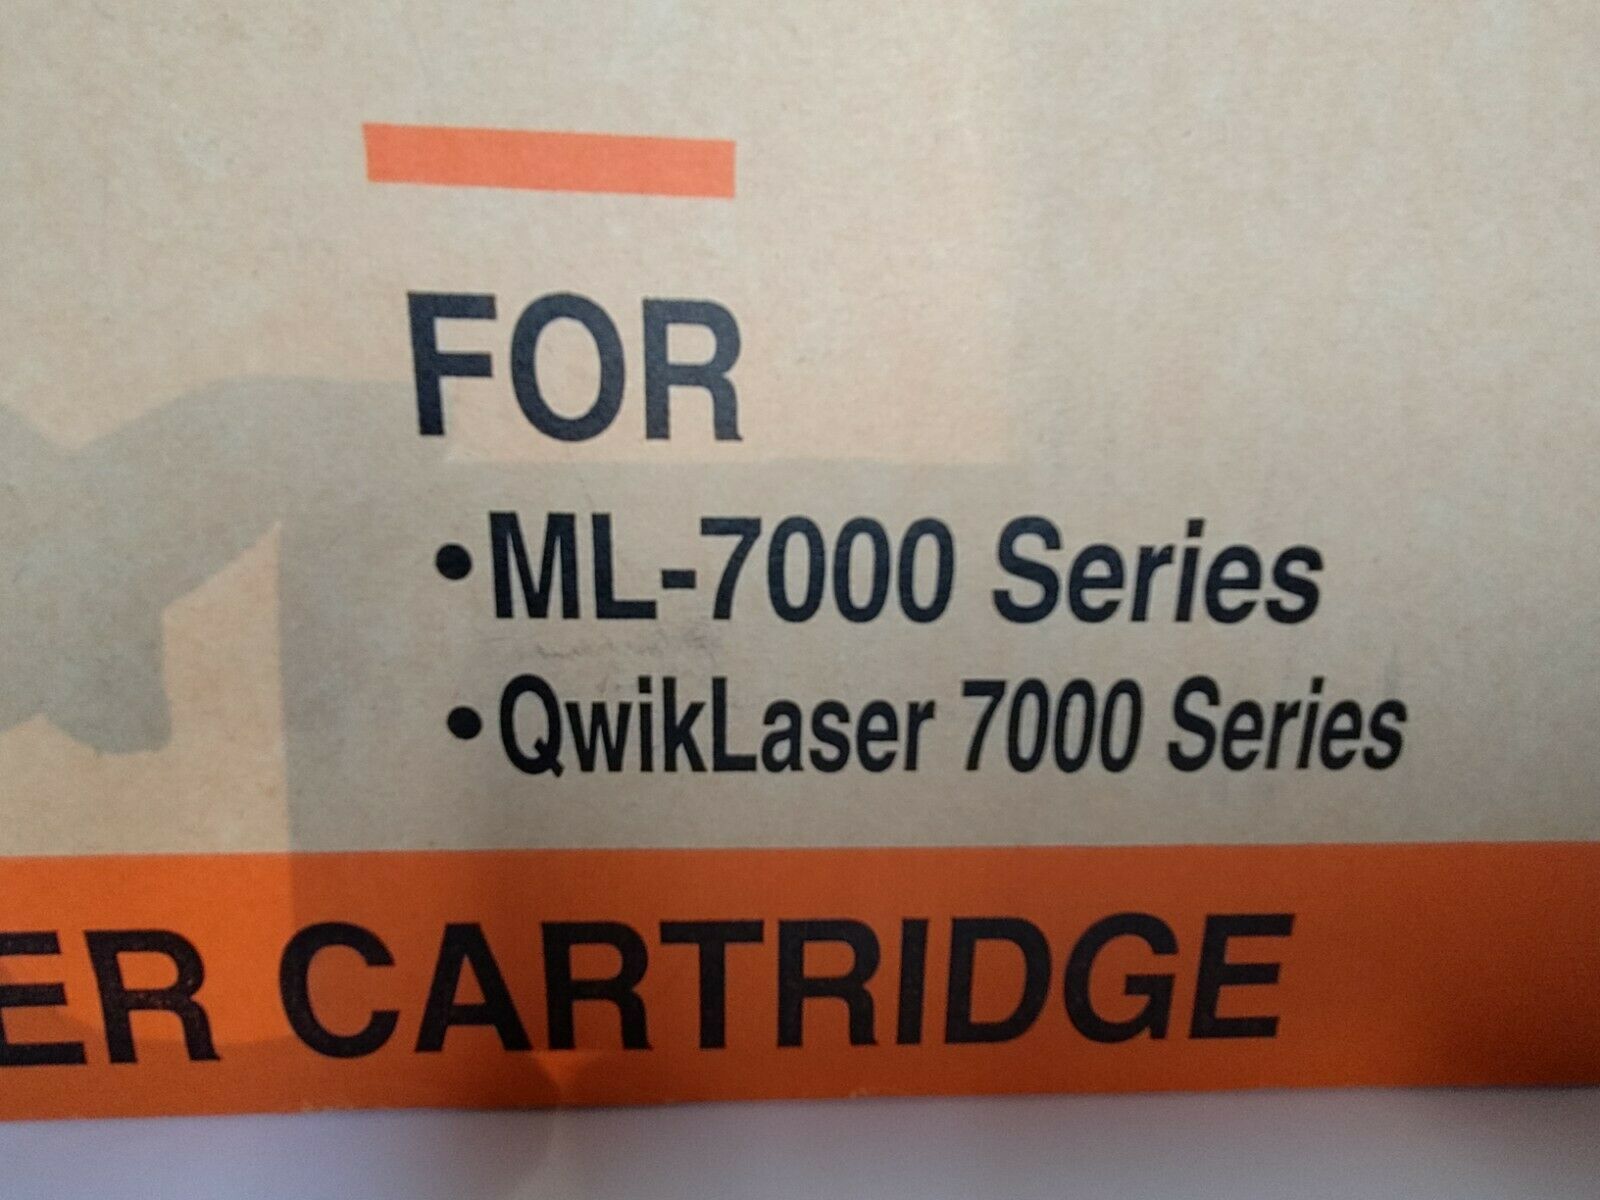 FOR
•ML-7000 Series
•QwikLaser 7000 Series
ER CARTRIDGE